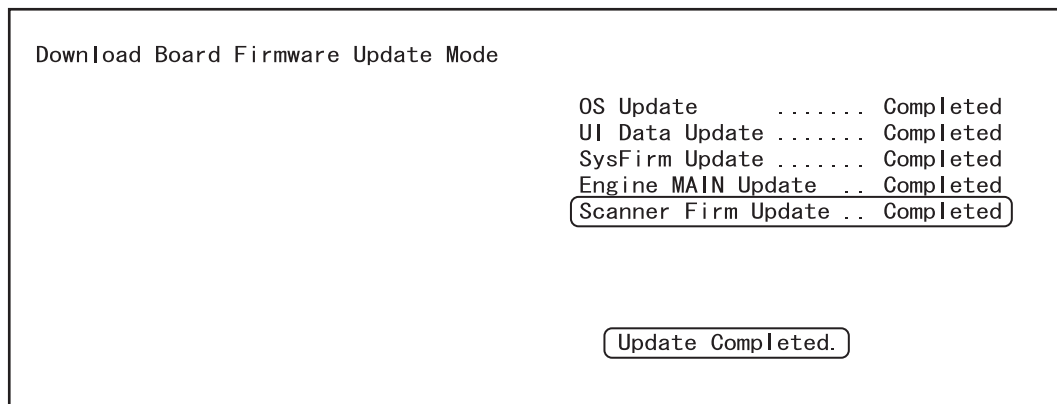 Download Board Firmware Update Mode
OS Update ....... Completed
UI Data Update ....... Completed
SysFirm Update ....... Completed
Engine MAIN Update .. Completed
Scanner Firm Update .. Completed
Update Completed.